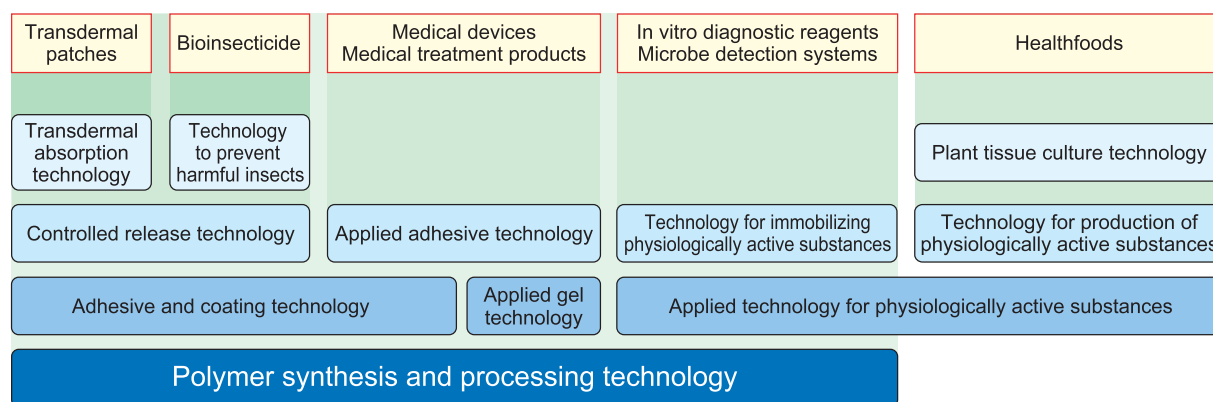 Transdermal
patches
Bioinsecticide
Medical devices
Medical treatment products
In vitro diagnostic reagents
Microbe detection systems
Healthfoods
Transdermal
absorption
technology
Technology
to prevent
harmful insects
Plant tissue culture technology
Controlled release technology
Applied adhesive technology
Technology for immobilizing
physiologically active substances
Technology for production of
physiologically active substances
Adhesive and coating technology
Applied gel
technology
Applied technology for physiologically active substances
Polymer synthesis and processing technology